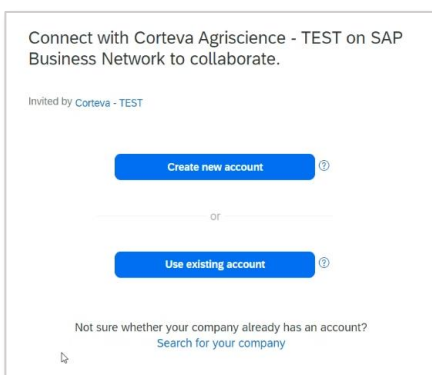 Connect with Corteva Agriscience - TEST on SAP
Business Network to collaborate.
Invited by Corteva - TEST
Create new account
?
or
Use existing account
?
Not sure whether your company already has an account?
Search for your company